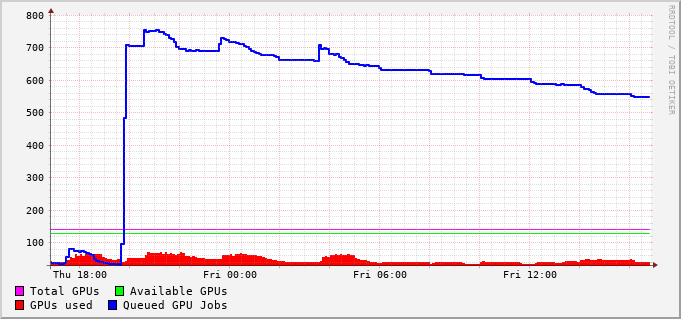 800
700
600
500
400
300
200
100
Thu 18:00 Fri 00:00 Fri 06:00 Fri 12:00
Total GPUs Available GPUs
GPUs used Queued GPU Jobs
RRDTOOL / TOBI OETIKER